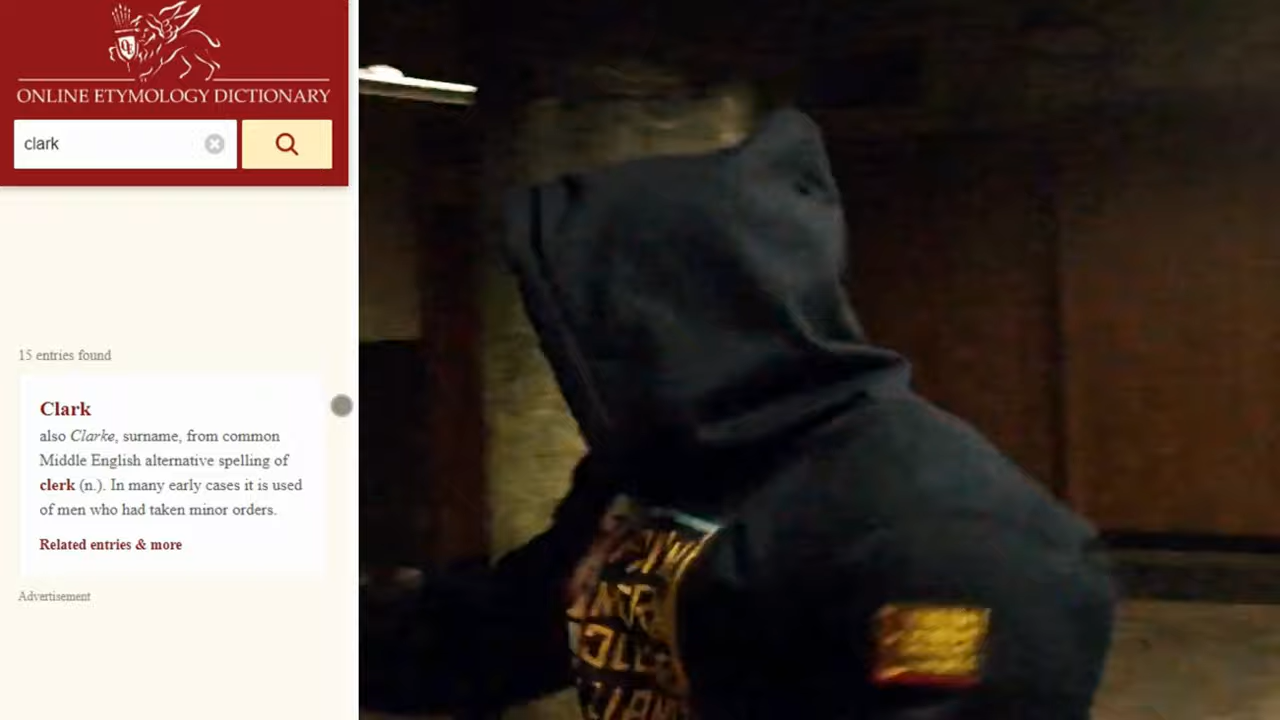 ONLINE ETYMOLOGY DICTIONARY
clark
15 entries found
Clark
also Clarke, surname, from common
Middle English alternative spelling of
clerk (n.). In many early cases it is used
of men who had taken minor orders.
Related entries & more
Advertisement